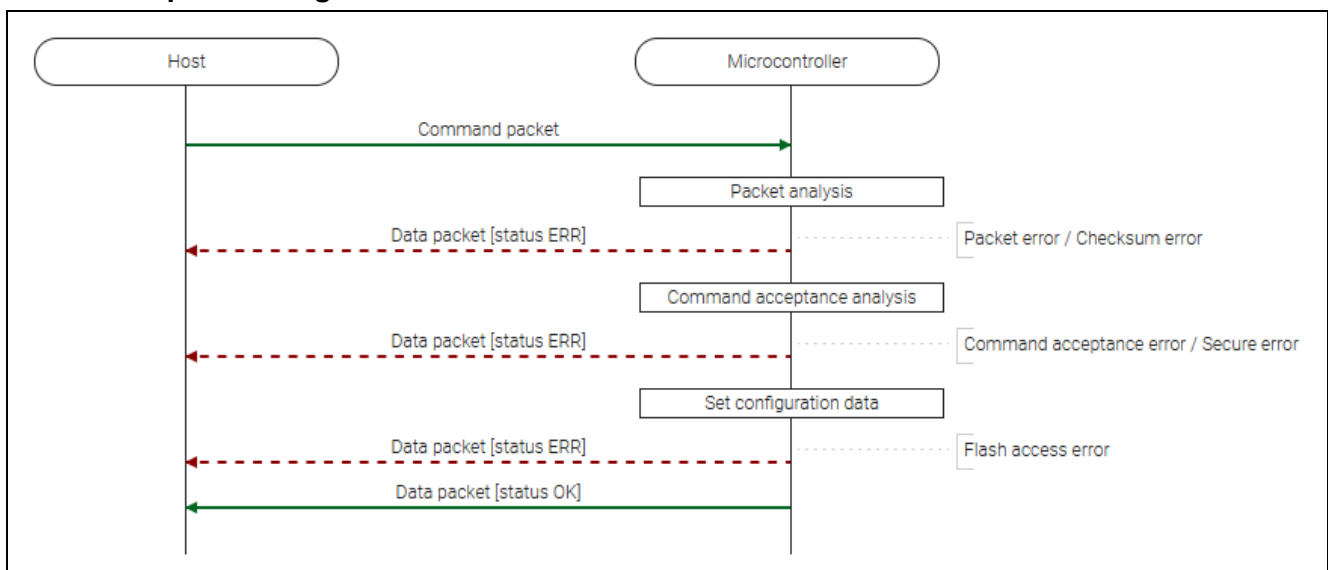 Host
Microcontroller
Command packet
Packet analysis
Data packet [status ERR]
Packet error / Checksum error
Command acceptance analysis
Data packet [status ERR]
Command acceptance error / Secure error
Set configuration data
Data packet [status ERR]
Flash access error
Data packet [status OK]